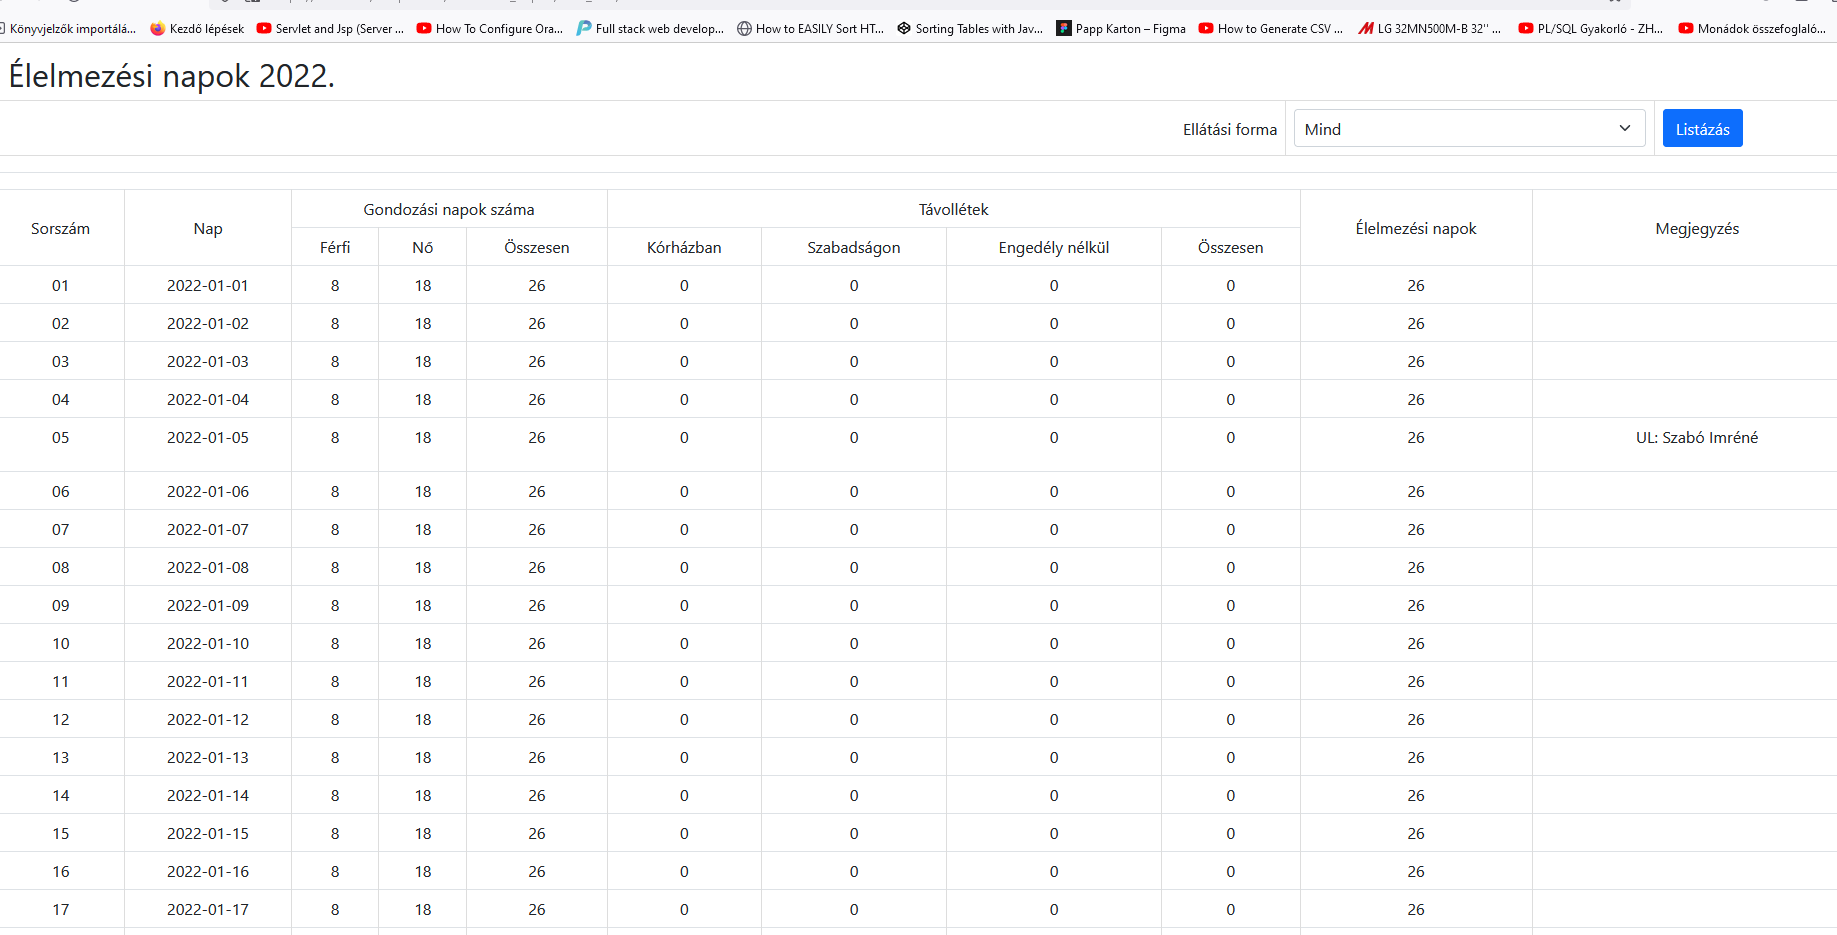 Könyvjelzők importálá... Kezdő lépések Servlet and Jsp (Server ... How To Configure Ora... Full stack web develop... How to EASILY Sort HT... Sorting Tables with Jav... Papp Karton – Figma How to Generate CSV ... LG 32MN500M-B 32'' ... PL/SQL Gyakorló - ZH... Monádok összefoglaló...
Élelmezési napok 2022.
Ellátási forma Mind Listázás
Sorszám Nap Gondozási napok száma Távollétek Élelmezési napok Megjegyzés
Férfi Nő Összesen Kórházban Szabadságon Engedély nélkül Összesen
01 2022-01-01 8 18 26 0 0 0 0 26
02 2022-01-02 8 18 26 0 0 0 0 26
03 2022-01-03 8 18 26 0 0 0 0 26
04 2022-01-04 8 18 26 0 0 0 0 26
05 2022-01-05 8 18 26 0 0 0 0 26 UL: Szabó Imréné
06 2022-01-06 8 18 26 0 0 0 0 26
07 2022-01-07 8 18 26 0 0 0 0 26
08 2022-01-08 8 18 26 0 0 0 0 26
09 2022-01-09 8 18 26 0 0 0 0 26
10 2022-01-10 8 18 26 0 0 0 0 26
11 2022-01-11 8 18 26 0 0 0 0 26
12 2022-01-12 8 18 26 0 0 0 0 26
13 2022-01-13 8 18 26 0 0 0 0 26
14 2022-01-14 8 18 26 0 0 0 0 26
15 2022-01-15 8 18 26 0 0 0 0 26
16 2022-01-16 8 18 26 0 0 0 0 26
17 2022-01-17 8 18 26 0 0 0 0 26